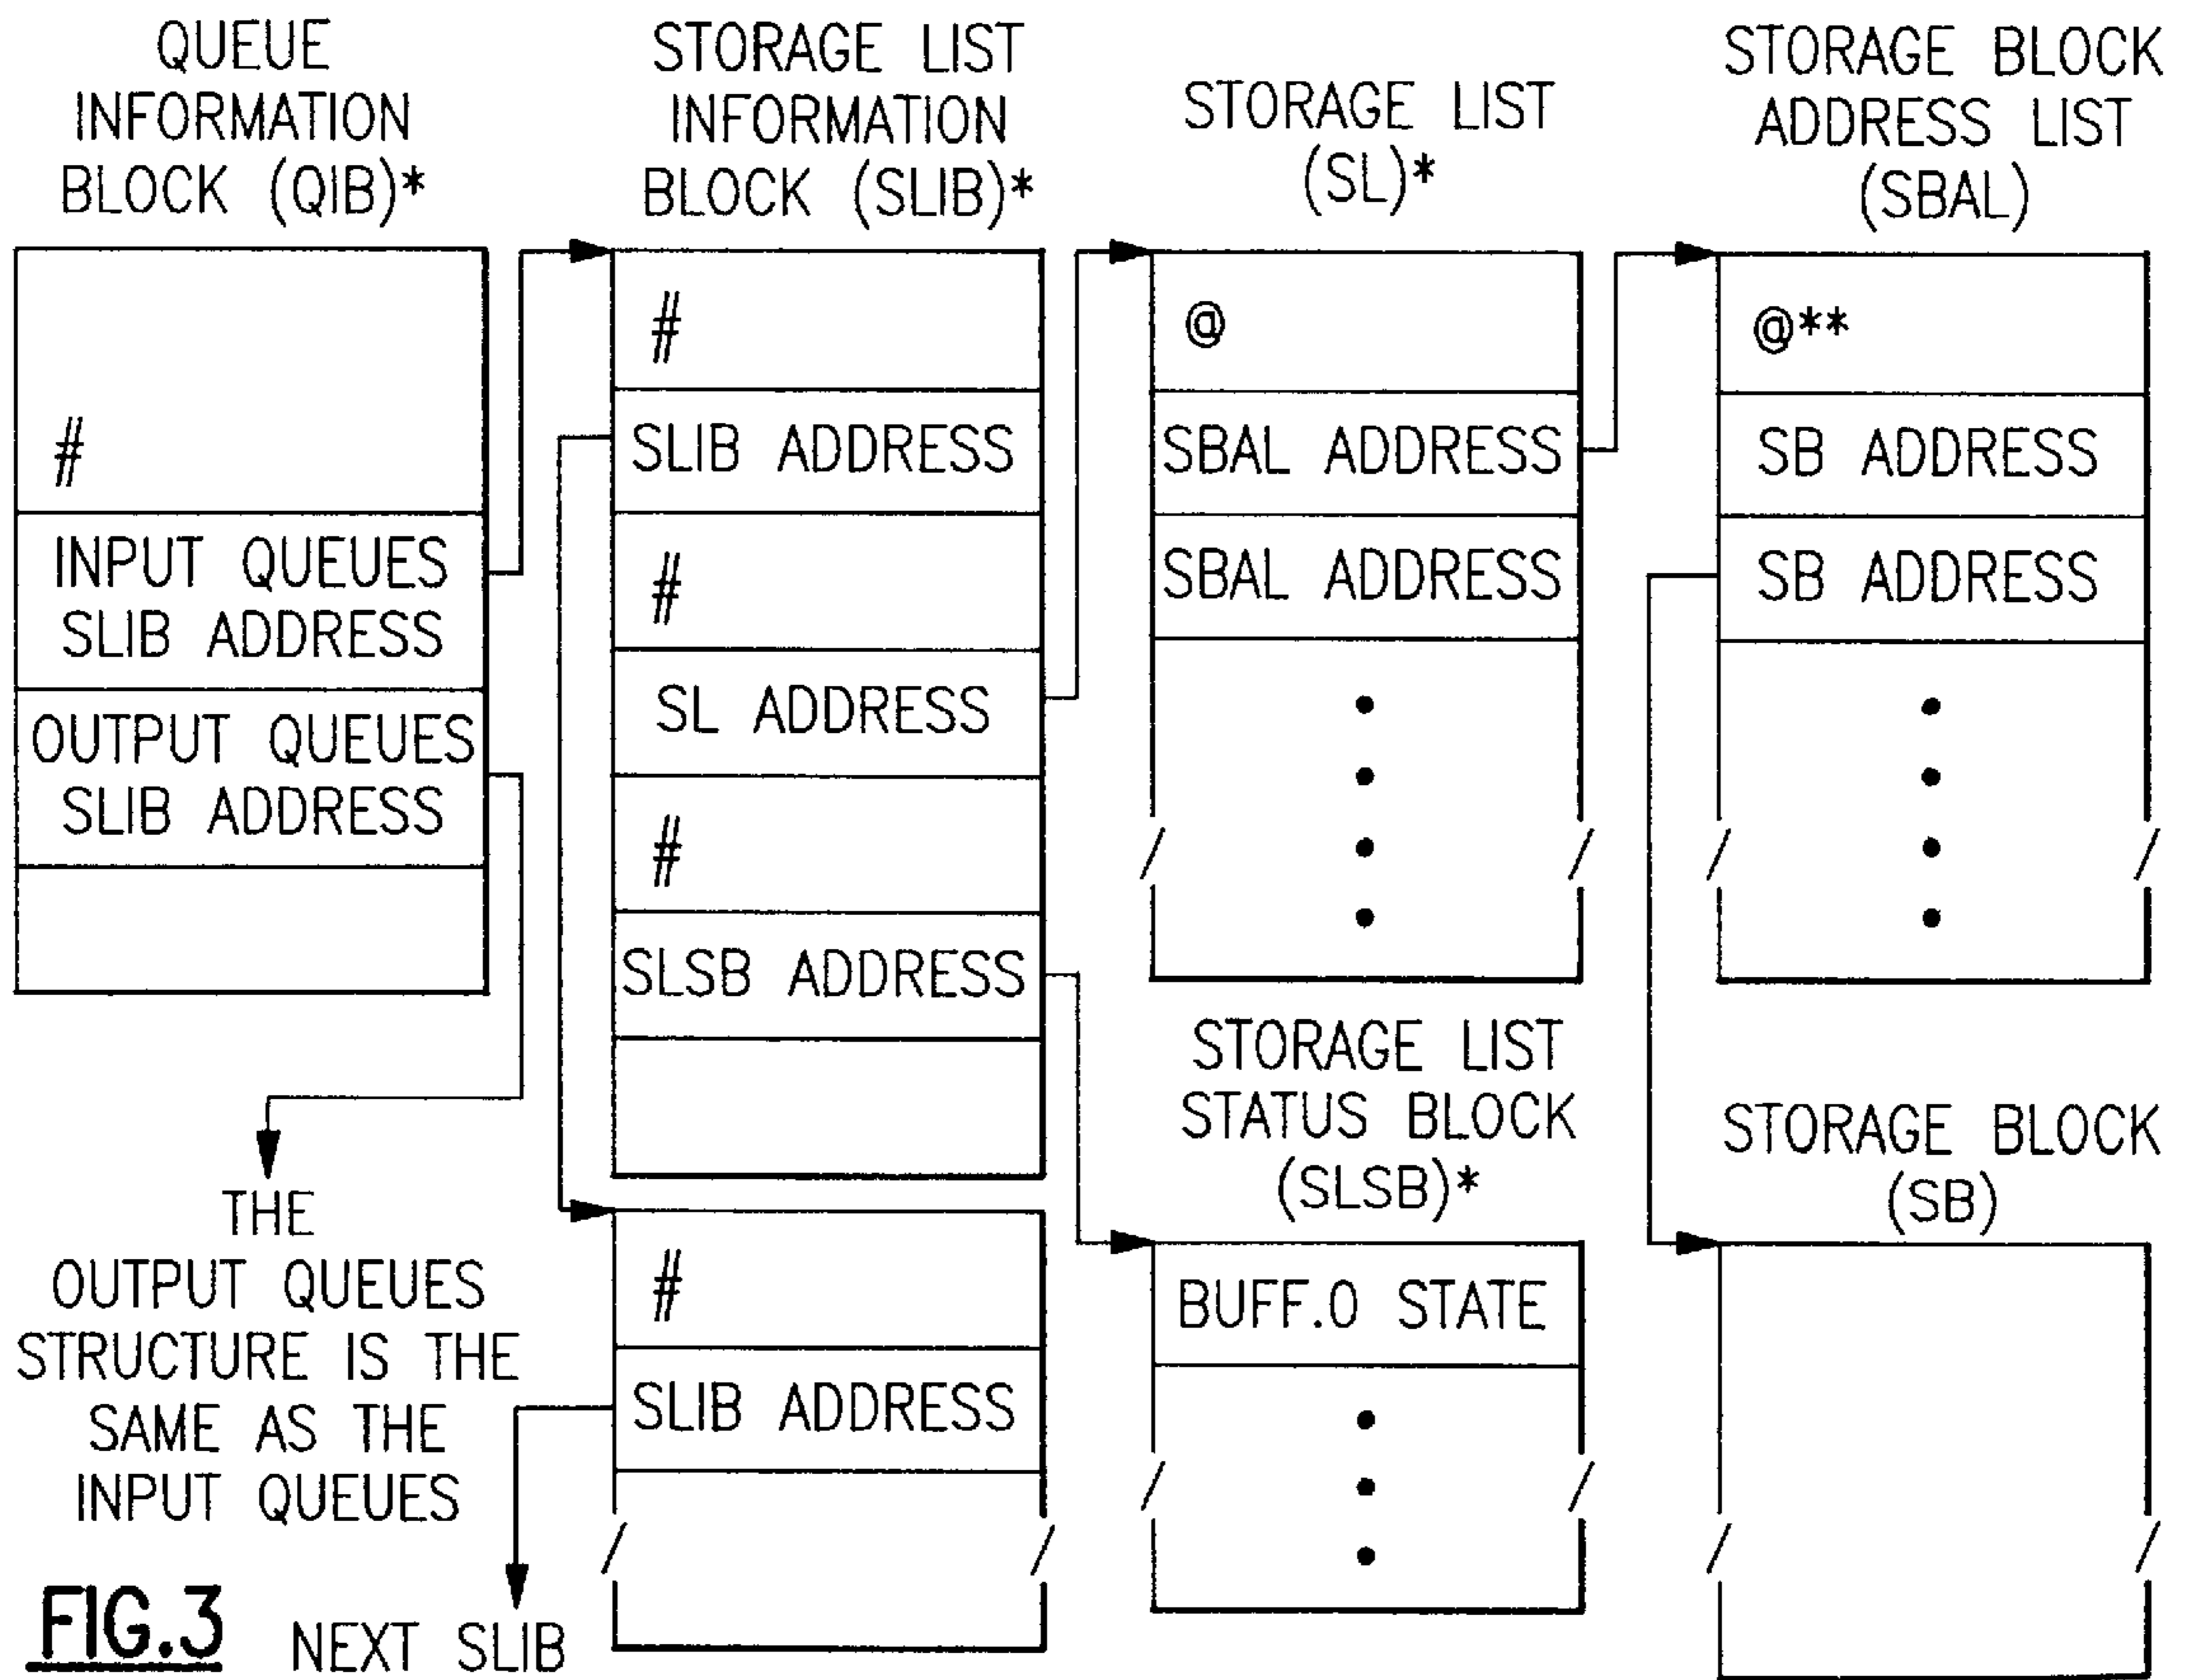 QUEUE
INFORMATION
BLOCK (QIB)*
#
INPUT QUEUES
SLIB ADDRESS
OUTPUT QUEUES
SLIB ADDRESS
THE
OUTPUT QUEUES
STRUCTURE IS THE
SAME AS THE
INPUT QUEUES
STORAGE LIST
INFORMATION
BLOCK (SLIB)*
#
SLIB ADDRESS
#
SL ADDRESS
#
SLSB ADDRESS
#
SLIB ADDRESS
NEXT SLIB
STORAGE LIST
(SL)*
@
SBAL ADDRESS
SBAL ADDRESS
STORAGE LIST
STATUS BLOCK
(SLSB)*
BUFF.0 STATE
STORAGE BLOCK
ADDRESS LIST
(SBAL)
@**
SB ADDRESS
SB ADDRESS
STORAGE BLOCK
(SB)
FIG.3